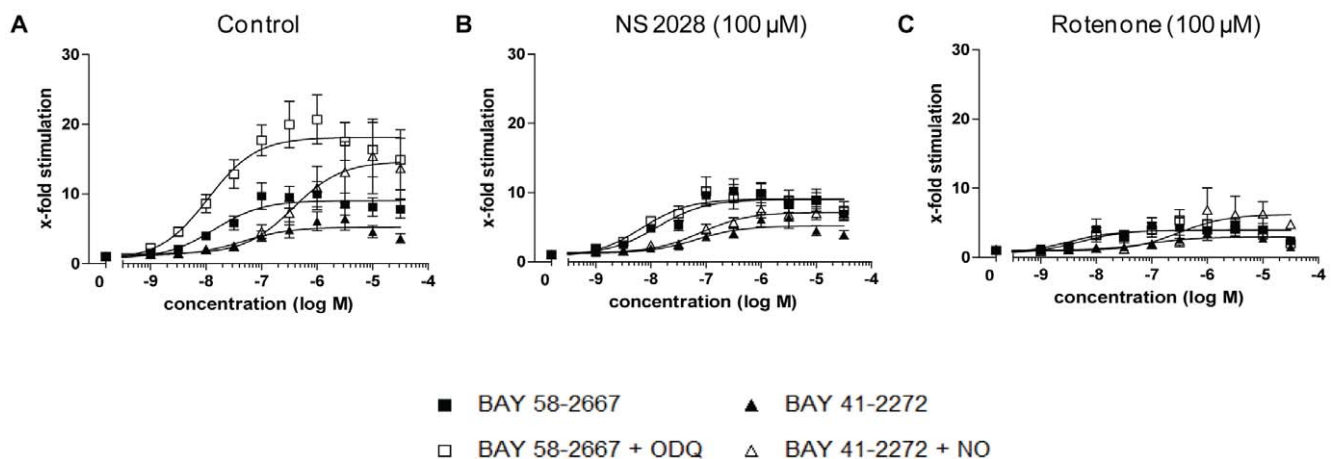 A Control
30
20
10
0
x-fold stimulation
0 -9 -8 -7 -6 -5 -4
concentration (log M)
B NS 2028 (100 µM)
30
20
10
0
x-fold stimulation
0 -9 -8 -7 -6 -5 -4
concentration (log M)
C Rotenone (100 µM)
30
20
10
0
x-fold stimulation
0 -9 -8 -7 -6 -5 -4
concentration (log M)
BAY 58-2667 BAY 41-2272
BAY 58-2667 + ODQ BAY 41-2272 + NO